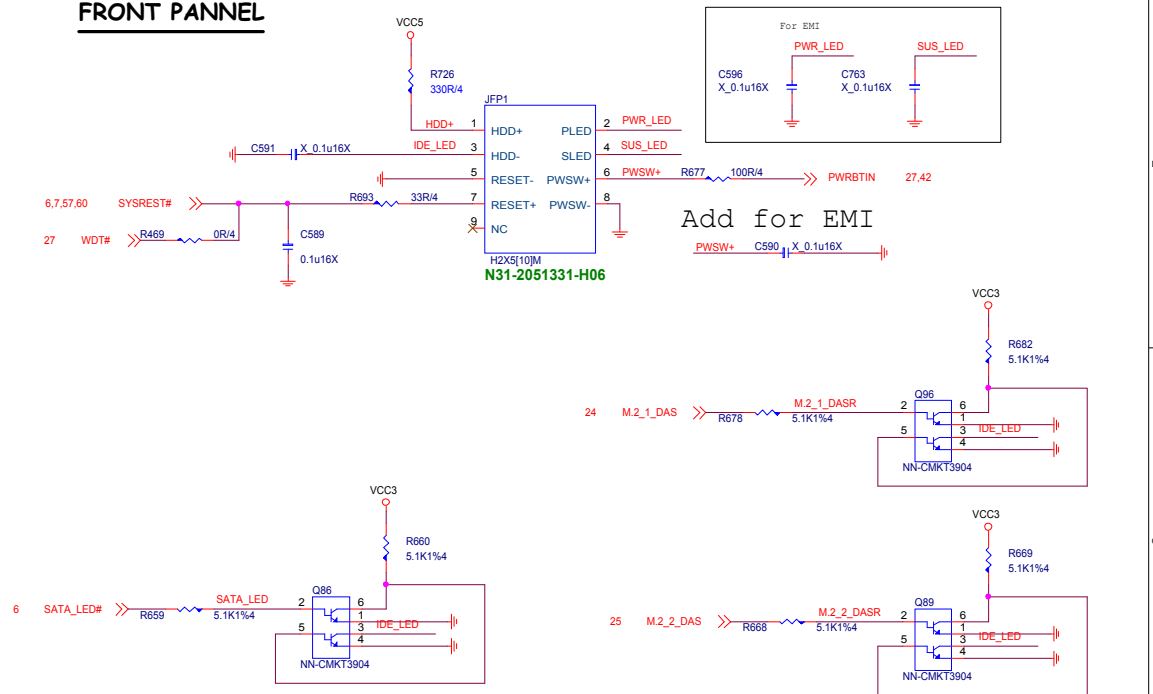 FRONT PANNEL
VCC5
R726
330R/4
For EMI
PWR_LED
SUS_LED
C596
X_0.1u16X
C763
X_0.1u16X
JFP1
HDD+
1
HDD+
PLED
2
PWR_LED
C591
X_0.1u16X
IDE_LED
3
HDD-
SLED
4
SUS_LED
5
RESET-
PWSW+
6
PWSW+
R677
100R/4
PWRBTIN
27,42
6,7,57,60
SYSREST#
R693
33R/4
7
RESET+
PWSW-
8
27
WDT#
R469
0R/4
C589
0.1u16X
9
NC
H2X5[10]M
N31-2051331-H06
Add for EMI
PWSW+
C590
X_0.1u16X
VCC3
R682
5.1K1%4
24
M.2_1_DAS
R678
M.2_1_DASR
5.1K1%4
Q96
2
5
6
1
3
4
IDE_LED
NN-CMKT3904
VCC3
R660
5.1K1%4
6
SATA_LED#
R659
SATA_LED
5.1K1%4
Q86
2
5
6
1
3
4
IDE_LED
NN-CMKT3904
VCC3
R669
5.1K1%4
25
M.2_2_DAS
R668
M.2_2_DASR
5.1K1%4
Q89
2
5
6
1
3
4
IDE_LED
NN-CMKT3904